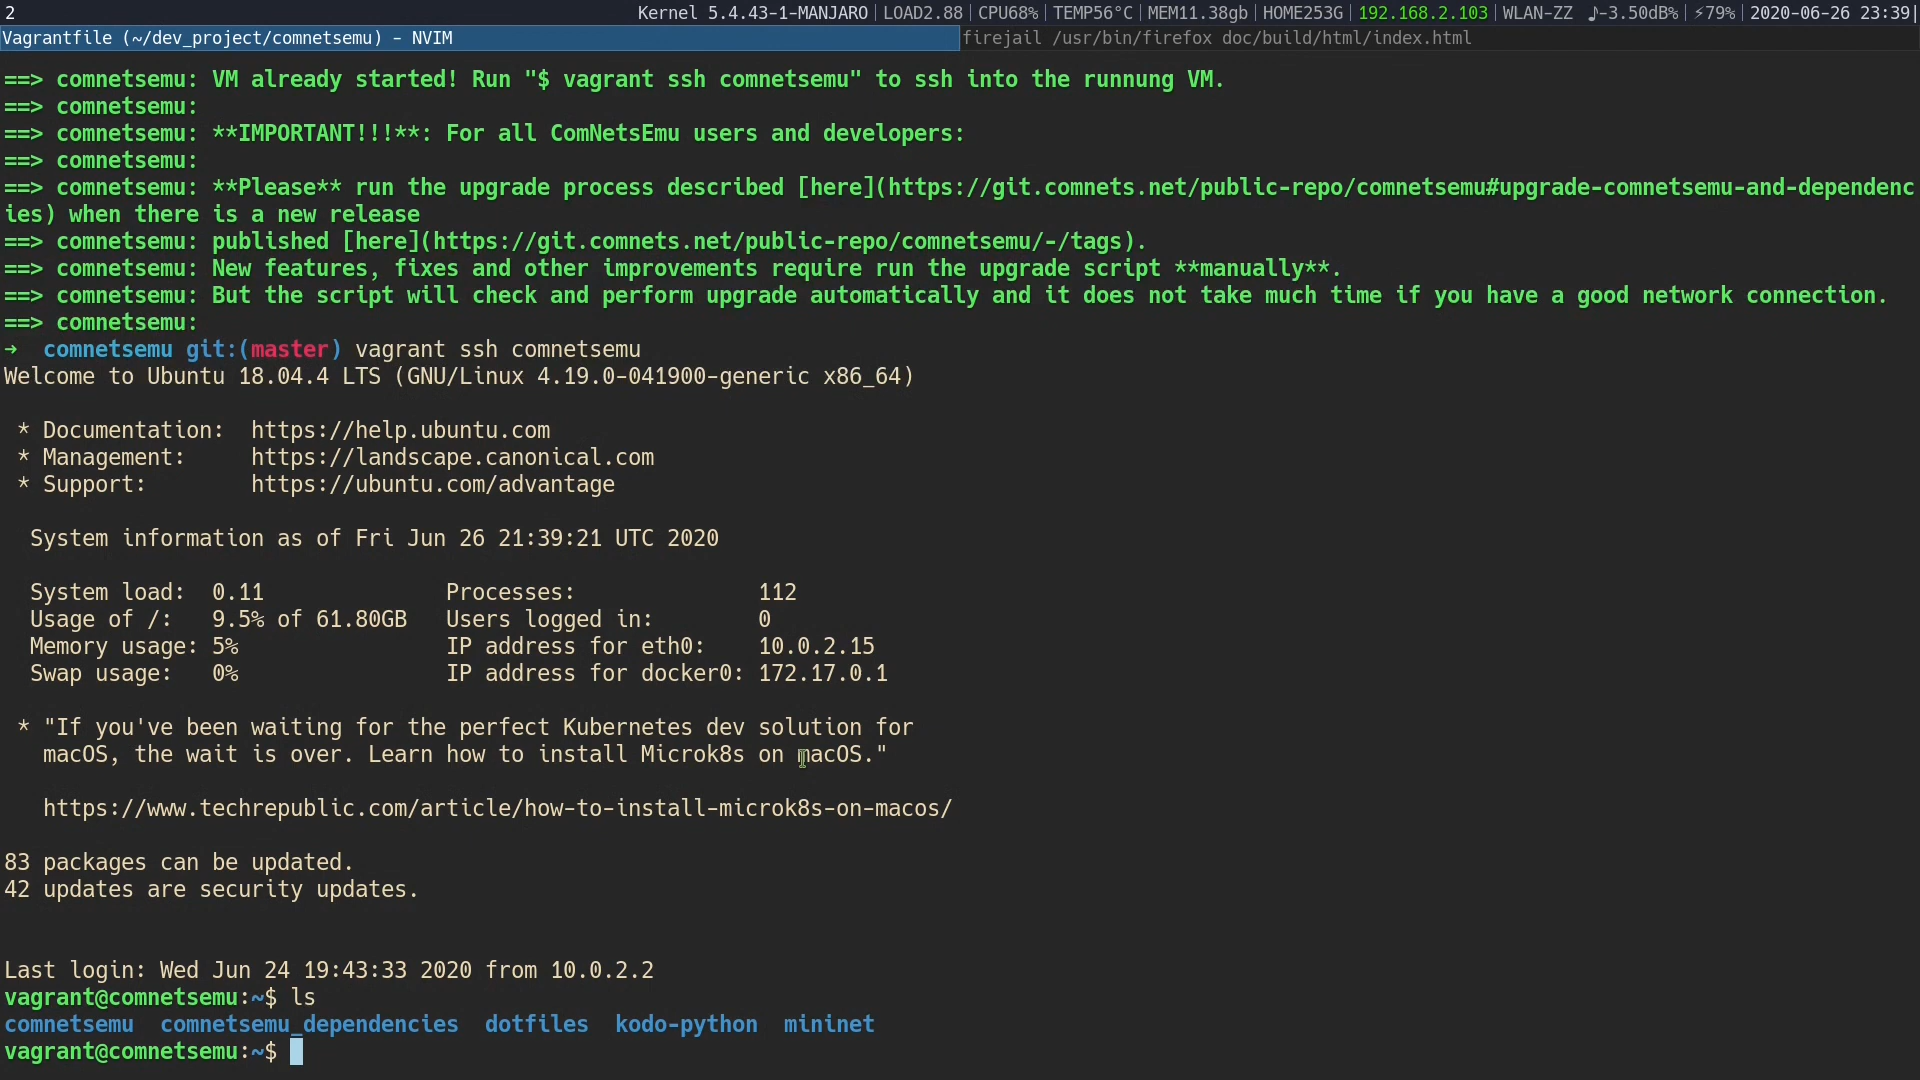 2 Kernel 5.4.43-1-MANJARO|LOAD2.88|CPU68%|TEMP56°C|MEM11.38gb|HOME253G|192.168.2.103|WLAN-ZZ ♪-3.50dB%|⚡79%|2020-06-26 23:39|
Vagrantfile (~/dev_project/comnetsemu) - NVIM firejail /usr/bin/firefox doc/build/html/index.html
==> comnetsemu: VM already started! Run "$ vagrant ssh comnetsemu" to ssh into the runnung VM.
==> comnetsemu:
==> comnetsemu: **IMPORTANT!!!**: For all ComNetsEmu users and developers:
==> comnetsemu:
==> comnetsemu: **Please** run the upgrade process described [here](https://git.comnets.net/public-repo/comnetsemu#upgrade-comnetsemu-and-dependenc
ies) when there is a new release
==> comnetsemu: published [here](https://git.comnets.net/public-repo/comnetsemu/-/tags).
==> comnetsemu: New features, fixes and other improvements require run the upgrade script **manually**.
==> comnetsemu: But the script will check and perform upgrade automatically and it does not take much time if you have a good network connection.
==> comnetsemu:
→ comnetsemu git:(master) vagrant ssh comnetsemu
Welcome to Ubuntu 18.04.4 LTS (GNU/Linux 4.19.0-041900-generic x86_64)
* Documentation: https://help.ubuntu.com
* Management: https://landscape.canonical.com
* Support: https://ubuntu.com/advantage
System information as of Fri Jun 26 21:39:21 UTC 2020
System load: 0.11 Processes: 112
Usage of /: 9.5% of 61.80GB Users logged in: 0
Memory usage: 5% IP address for eth0: 10.0.2.15
Swap usage: 0% IP address for docker0: 172.17.0.1
* "If you've been waiting for the perfect Kubernetes dev solution for
macOS, the wait is over. Learn how to install Microk8s on macOS."
https://www.techrepublic.com/article/how-to-install-microk8s-on-macos/
83 packages can be updated.
42 updates are security updates.
Last login: Wed Jun 24 19:43:33 2020 from 10.0.2.2
vagrant@comnetsemu:~$ ls
comnetsemu comnetsemu_dependencies dotfiles kodo-python mininet
vagrant@comnetsemu:~$